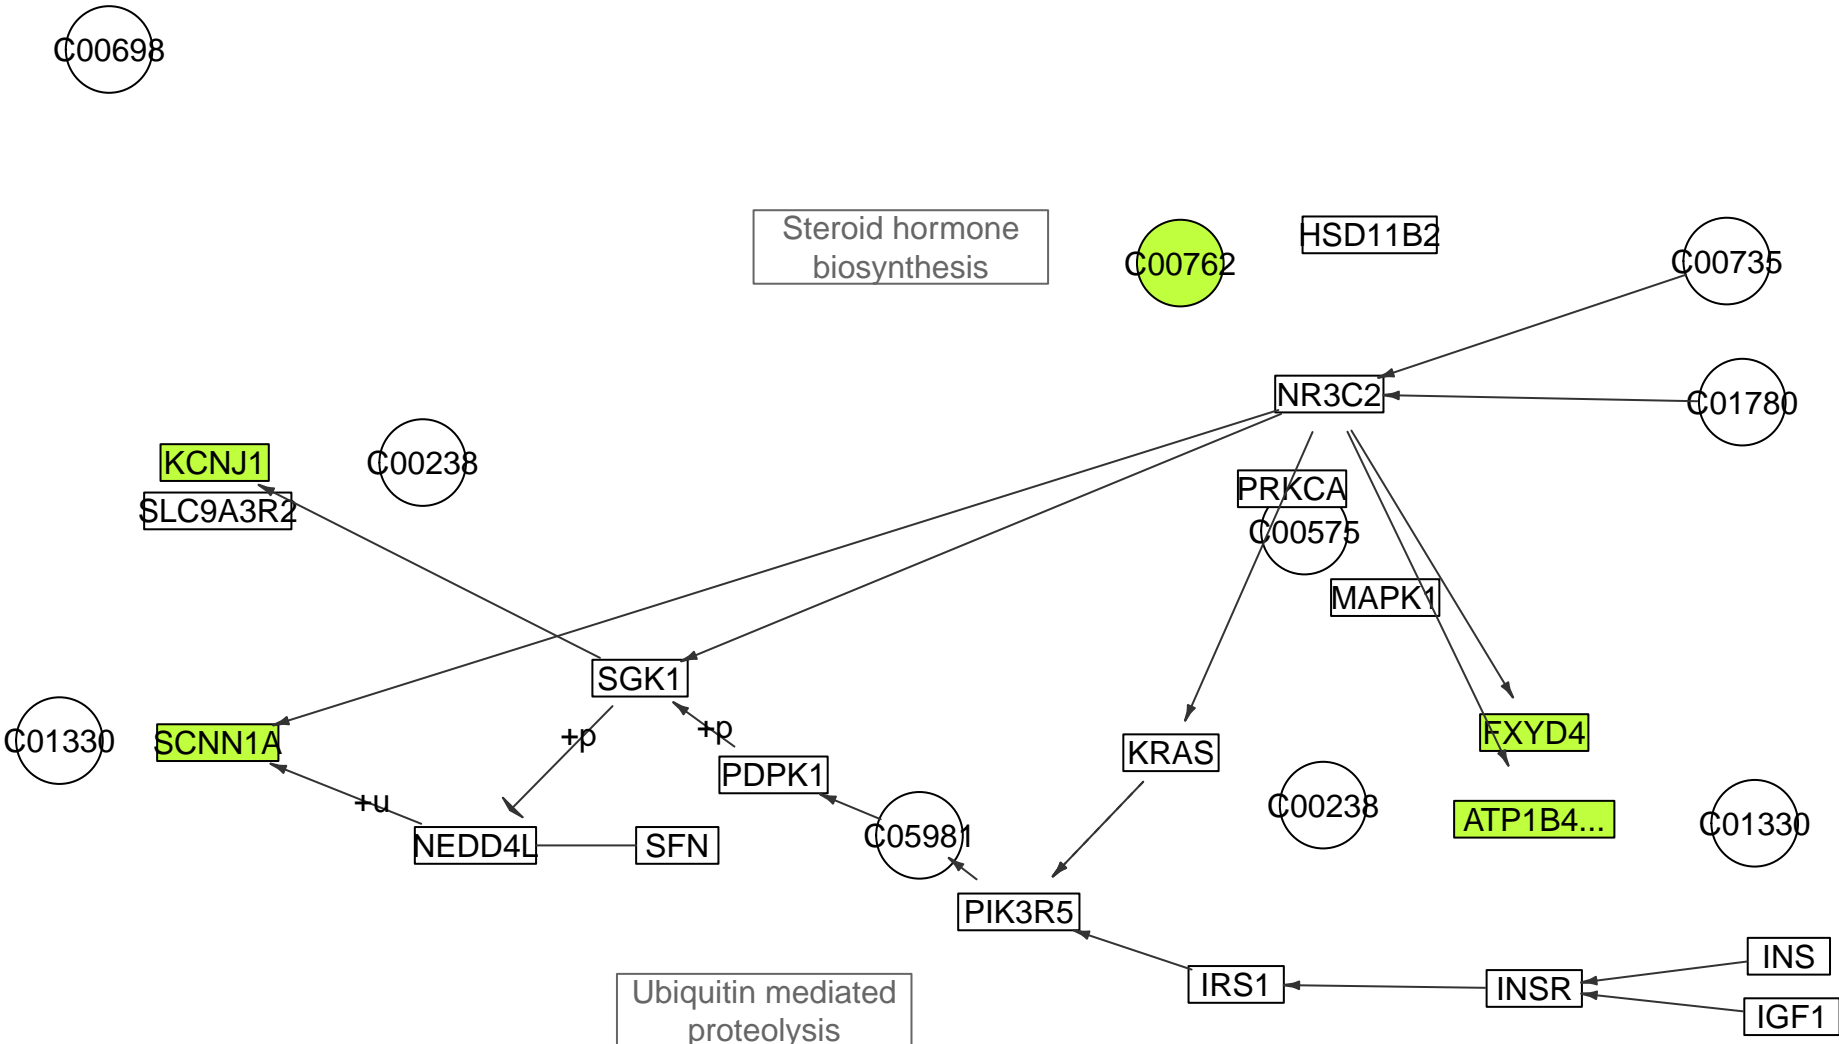 C00698
Steroid hormone
biosynthesis
C00762
HSD11B2
C00735
NR3C2
C01780
KCNJ1
C00238
PRKCA
SLC9A3R2
C00575
MAPK1
SGK1
C01330
SCNN1A
+p
+p
FXYD4
KRAS
PDPK1
+u
C00238
ATP1B4...
C01330
NEDD4L
SFN
C05981
PIK3R5
INS
IRS1
INSR
Ubiquitin mediated
proteolysis
IGF1